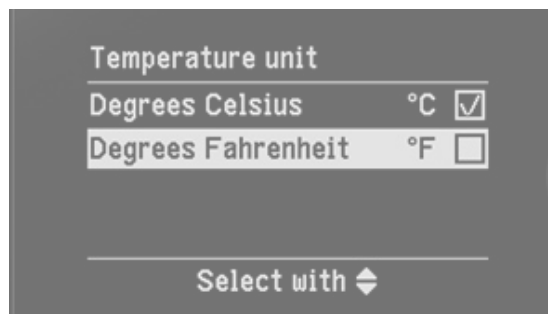 Temperature unit
Degrees Celsius °C
Degrees Fahrenheit °F
Select with